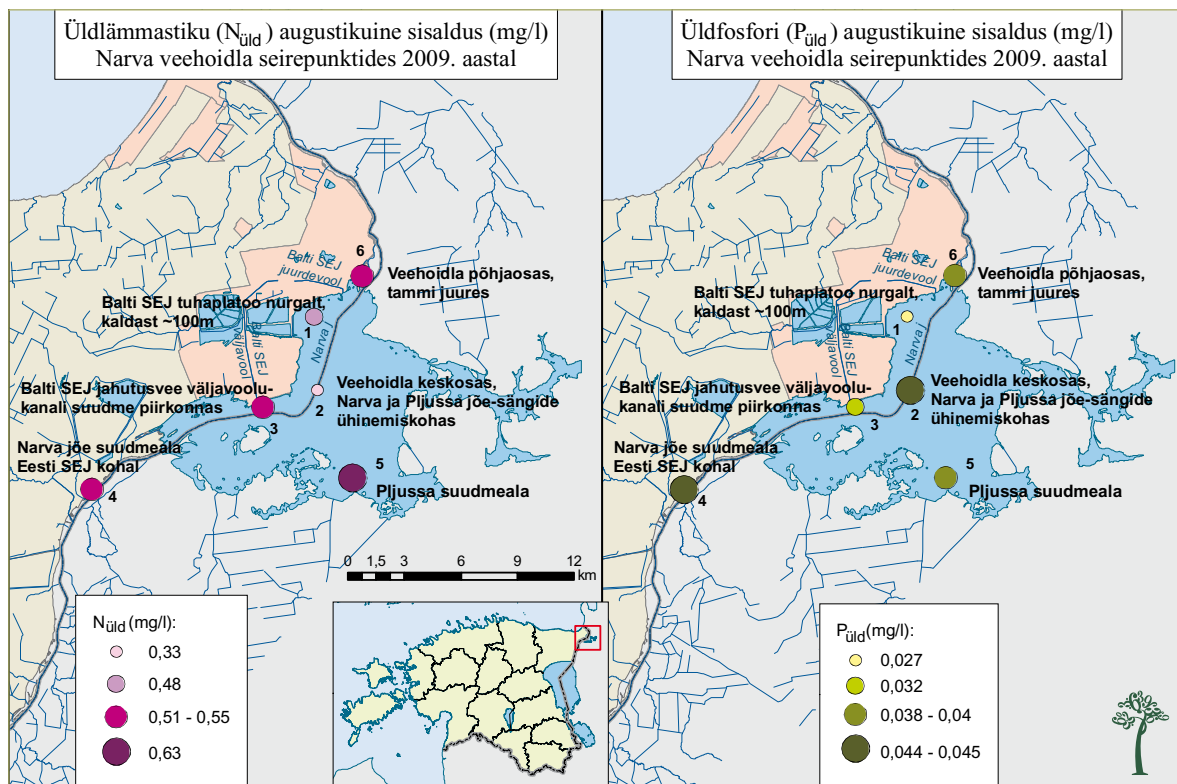 Üldlämmastiku (Nüld) augustikuine sisaldus (mg/l)
Narva veehoidla seirepunktides 2009. aastal
6
Balti SEJ
juurdevool
Veehoidla põhjaosas,
tammi juures
Balti SEJ tuhaplatoo nurgalt,
kaldast ~100m
1
Balti SEJ
väljavool
Narva j
Balti SEJ jahutusvee väljavoolu-
kanali suudme piirkonnas
2
Veehoidla keskosas,
Narva ja Pljussa jõe-sängide
ühinemiskohas
3
Narva jõe suudmeala
Eesti SEJ kohal
4
5
Pljussa suudmeala
0 1,5 3 6 9 12
km
Nüld (mg/l):
0,33
0,48
0,51 - 0,55
0,63
Üldfosfori (Püld) augustikuine sisaldus (mg/l)
Narva veehoidla seirepunktides 2009. aastal
6
Balti SEJ
juurdevool
Veehoidla põhjaosas,
tammi juures
Balti SEJ tuhaplatoo nurgalt,
kaldast ~100m
1
Balti SEJ
väljavool
Narva j
Balti SEJ jahutusvee väljavoolu-
kanali suudme piirkonnas
2
Veehoidla keskosas,
Narva ja Pljussa jõe-sängide
ühinemiskohas
3
Narva jõe suudmeala
Eesti SEJ kohal
4
5
Pljussa suudmeala
Püld(mg/l):
0,027
0,032
0,038 - 0,04
0,044 - 0,045